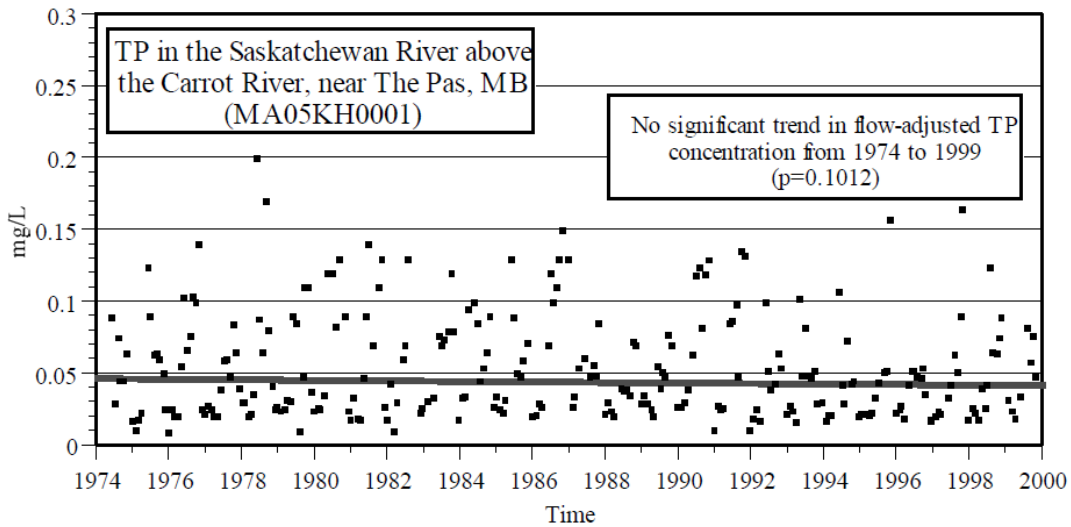 0.3
TP in the Saskatchewan River above
the Carrot River, near The Pas, MB
(MA05KH0001)
0.25
No significant trend in flow-adjusted TP
concentration from 1974 to 1999
(p=0.1012)
0.2
mg/L
0.15
0.1
0.05
0
1974 1976 1978 1980 1982 1984 1986 1988 1990 1992 1994 1996 1998 2000
Time